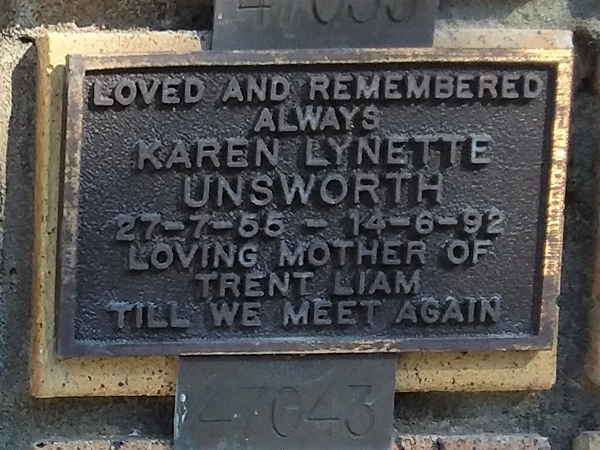 47033
LOVED AND REMEMBERED
ALWAYS
KAREN LYNETTE
UNSWORTH
27-7-55 - 14-6-92
LOVING MOTHER OF
TRENT LIAM
TILL WE MEET AGAIN
47043